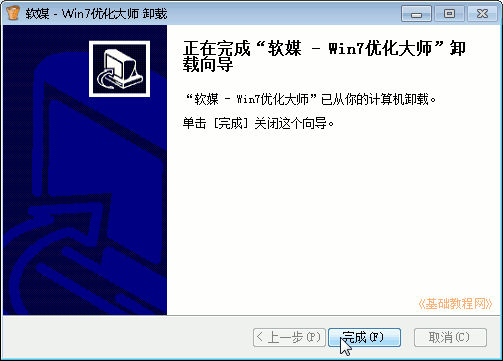 软媒 - Win7优化大师 卸载
正在完成“软媒 - Win7优化大师”卸
载向导
“软媒 - Win7优化大师”已从你的计算机卸载。
单击 [完成] 关闭这个向导。
《基础教程网》
< 上一步(P)
完成(F)
取消(C)